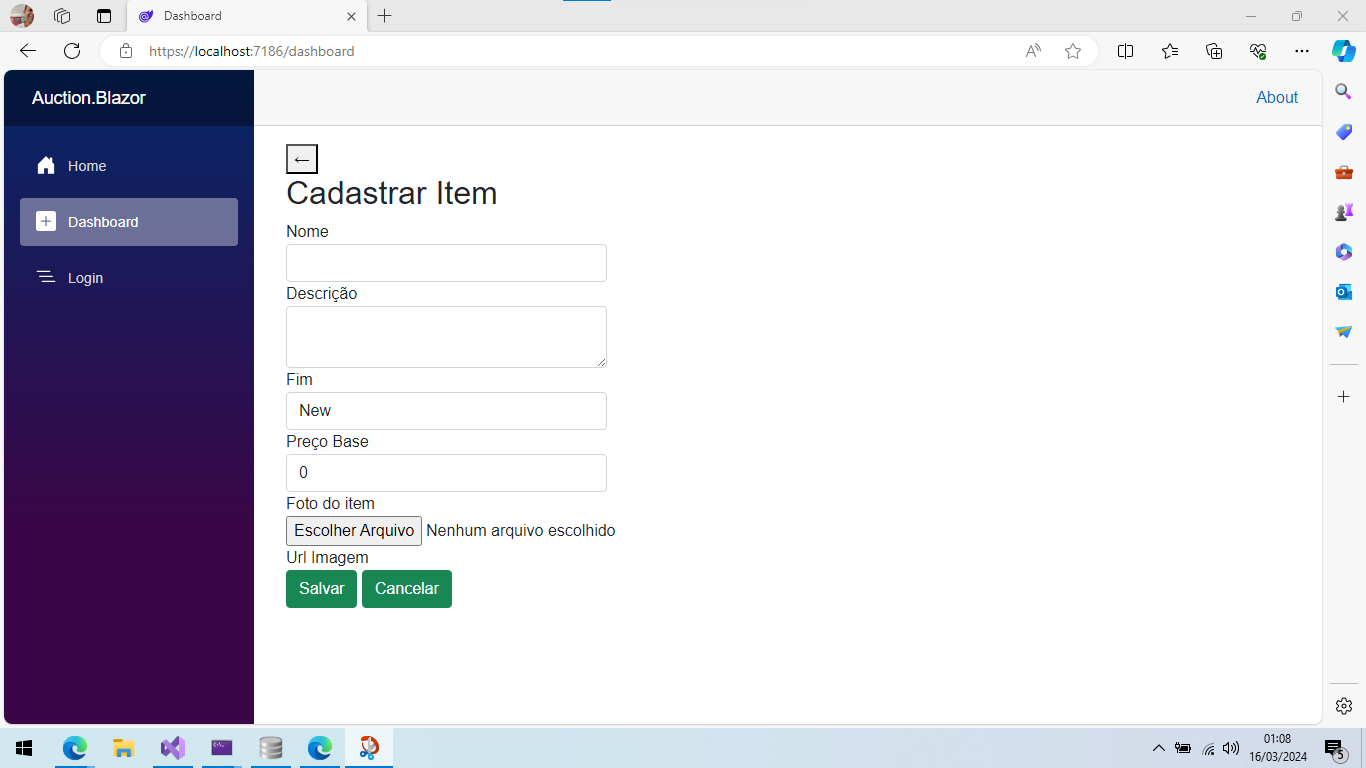 Dashboard
https://localhost:7186/dashboard
Auction.Blazor
About
Home
Dashboard
Login
←
Cadastrar Item
Nome
Descrição
Fim
New
Preço Base
0
Foto do item
Escolher Arquivo Nenhum arquivo escolhido
Url Imagem
Salvar Cancelar
01:08
16/03/2024
5